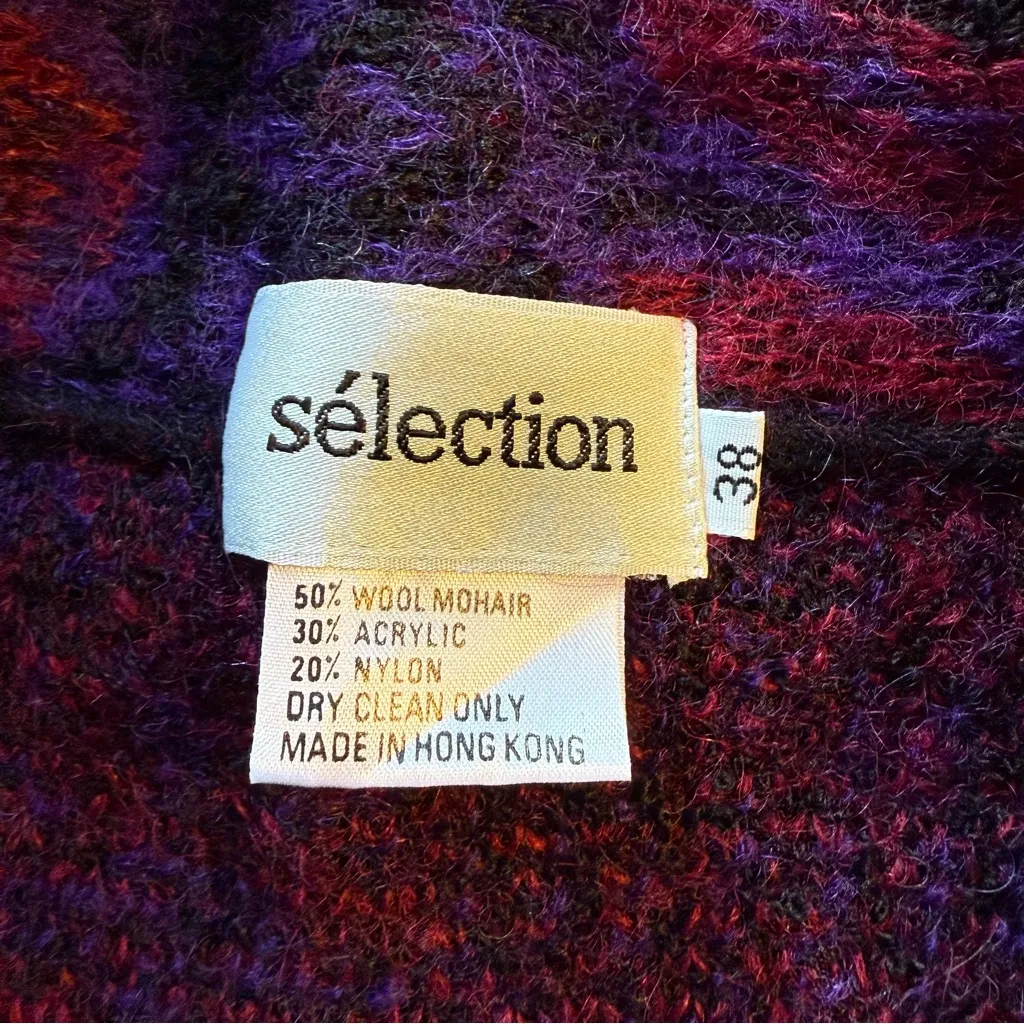 sélection
38
50% WOOL MOHAIR
30% ACRYLIC
20% NYLON
DRY CLEAN ONLY
MADE IN HONG KONG